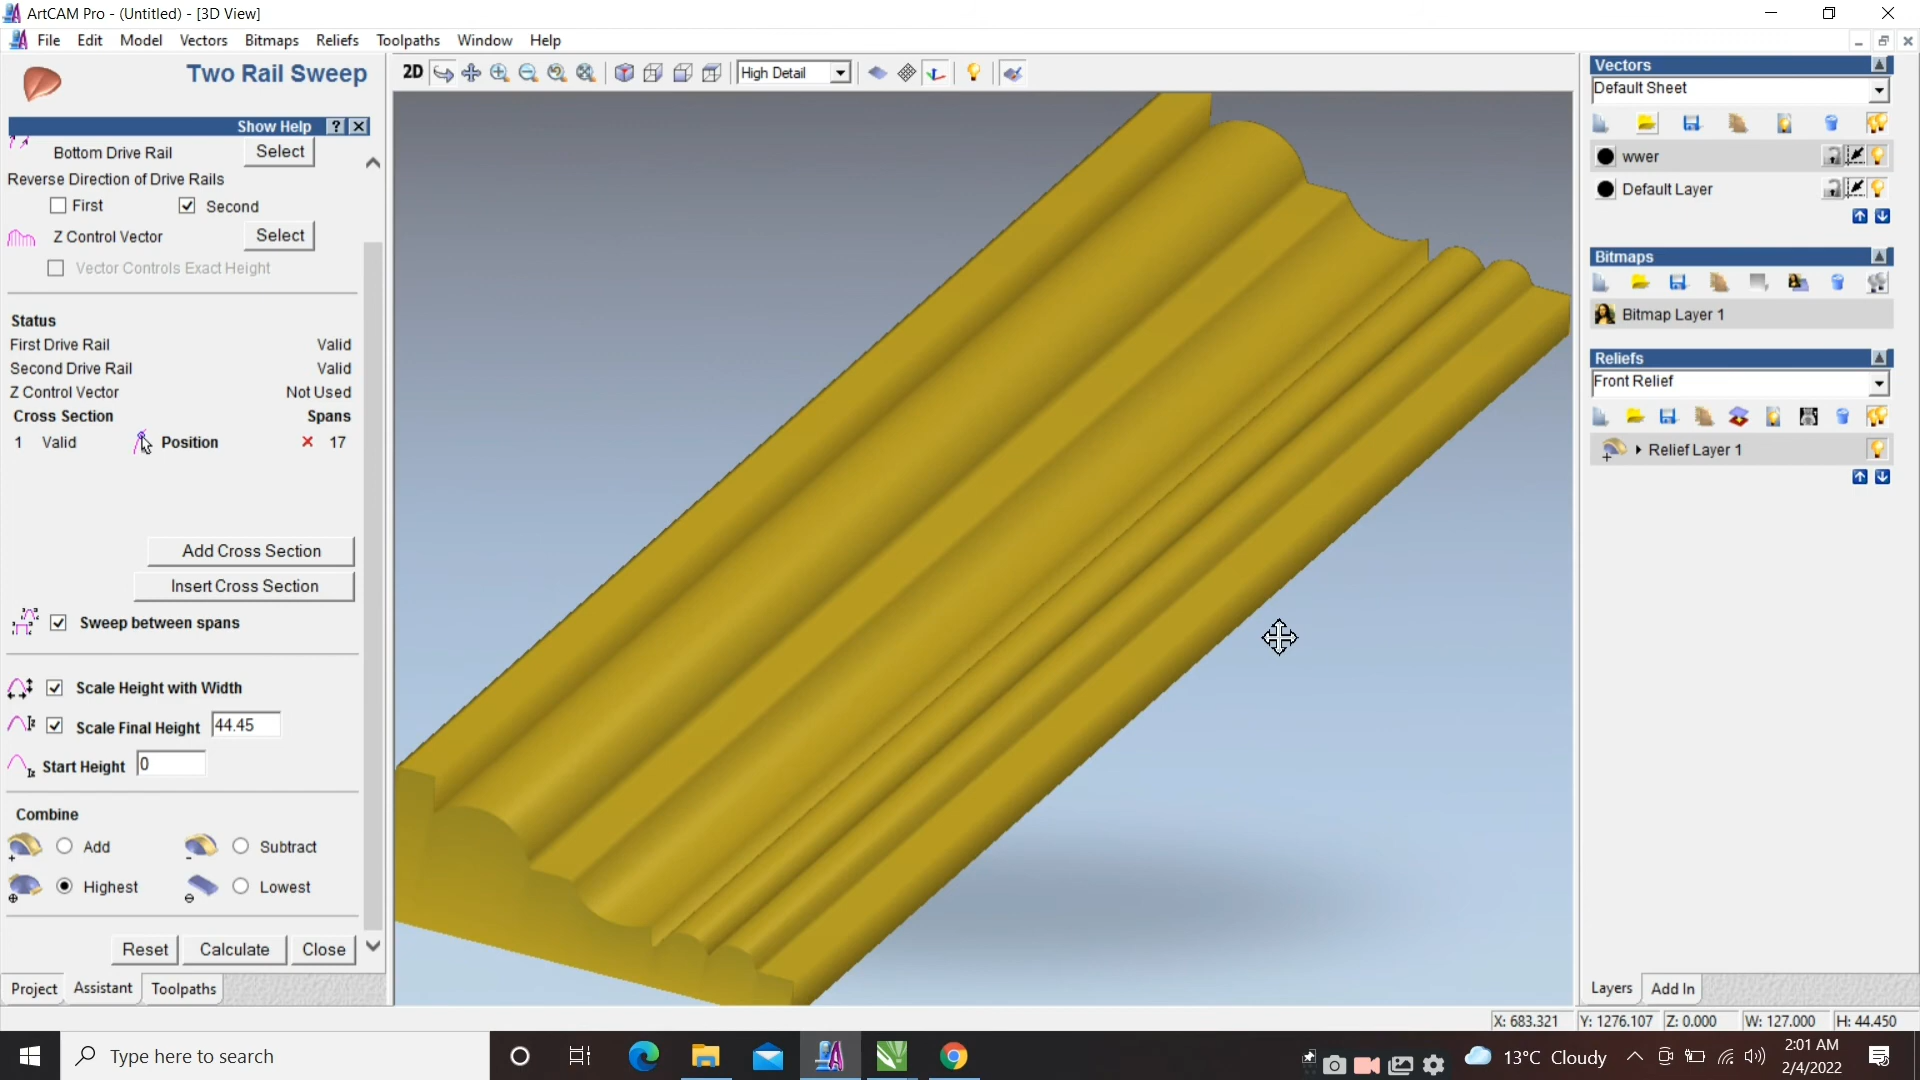 ArtCAM Pro - (Untitled) - [3D View]
File Edit Model Vectors Bitmaps Reliefs Toolpaths Window Help
Two Rail Sweep
Show Help ? X
Bottom Drive Rail Select
Reverse Direction of Drive Rails
First Second
Z Control Vector Select
Vector Controls Exact Height
Status
First Drive Rail Valid
Second Drive Rail Valid
Z Control Vector Not Used
Cross Section Spans
1 Valid Position 17
Add Cross Section
Insert Cross Section
Sweep between spans
Scale Height with Width
Scale Final Height 44.45
Start Height 0
Combine
Add Subtract
Highest Lowest
Reset Calculate Close
Project Assistant Toolpaths
2D High Detail
Vectors
Default Sheet
wwer
Default Layer
Bitmaps
Bitmap Layer 1
Reliefs
Front Relief
Relief Layer 1
Layers Add In
X: 683.321 Y: 1276.107 Z: 0.000 W: 127.000 H: 44.450
Type here to search
13°C Cloudy
2:01 AM
2/4/2022